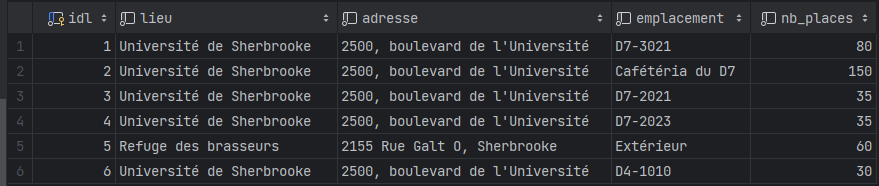 idl lieu adresse emplacement nb_places
1 1 Université de Sherbrooke 2500, boulevard de l'Université D7-3021 80
2 2 Université de Sherbrooke 2500, boulevard de l'Université Cafétéria du D7 150
3 3 Université de Sherbrooke 2500, boulevard de l'Université D7-2021 35
4 4 Université de Sherbrooke 2500, boulevard de l'Université D7-2023 35
5 5 Refuge des brasseurs 2155 Rue Galt O, Sherbrooke Extérieur 60
6 6 Université de Sherbrooke 2500, boulevard de l'Université D4-1010 30